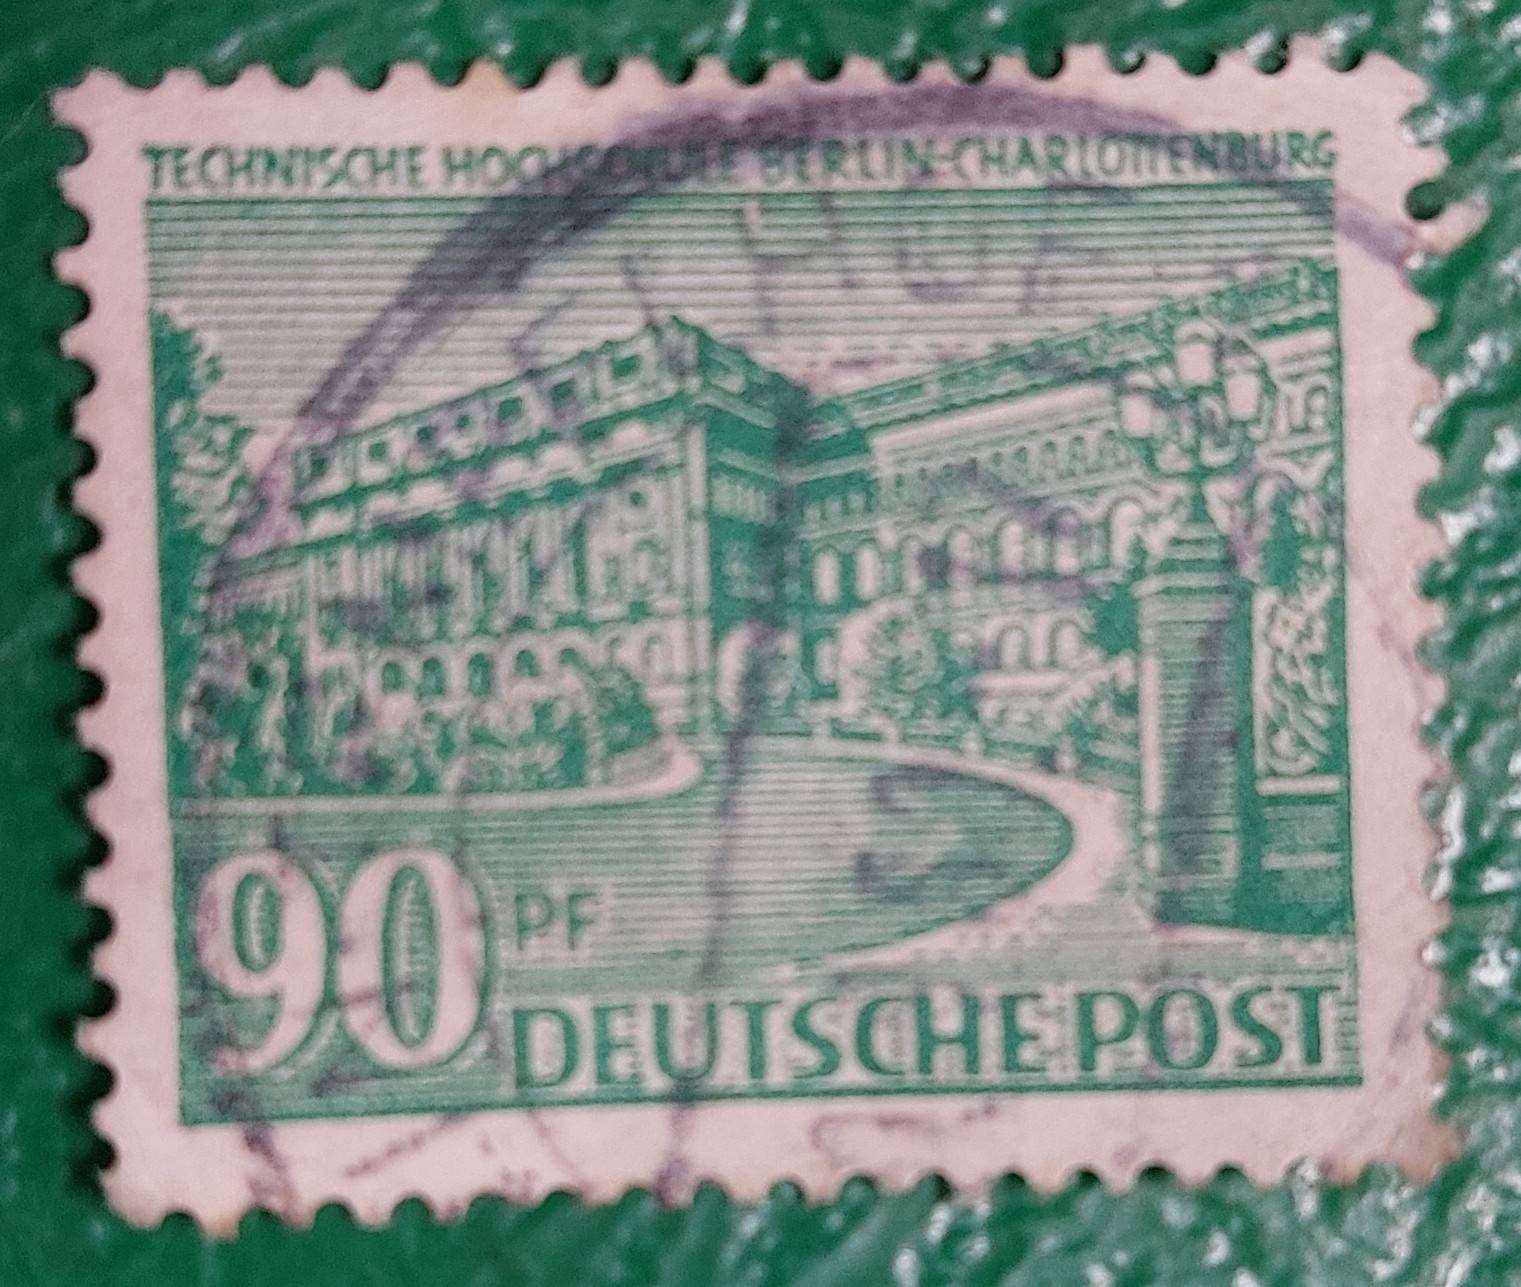 TECHNISCHE HOCHSCHULE BERLIN-CHARLOTTENBURG
90 PF
DEUTSCHE POST